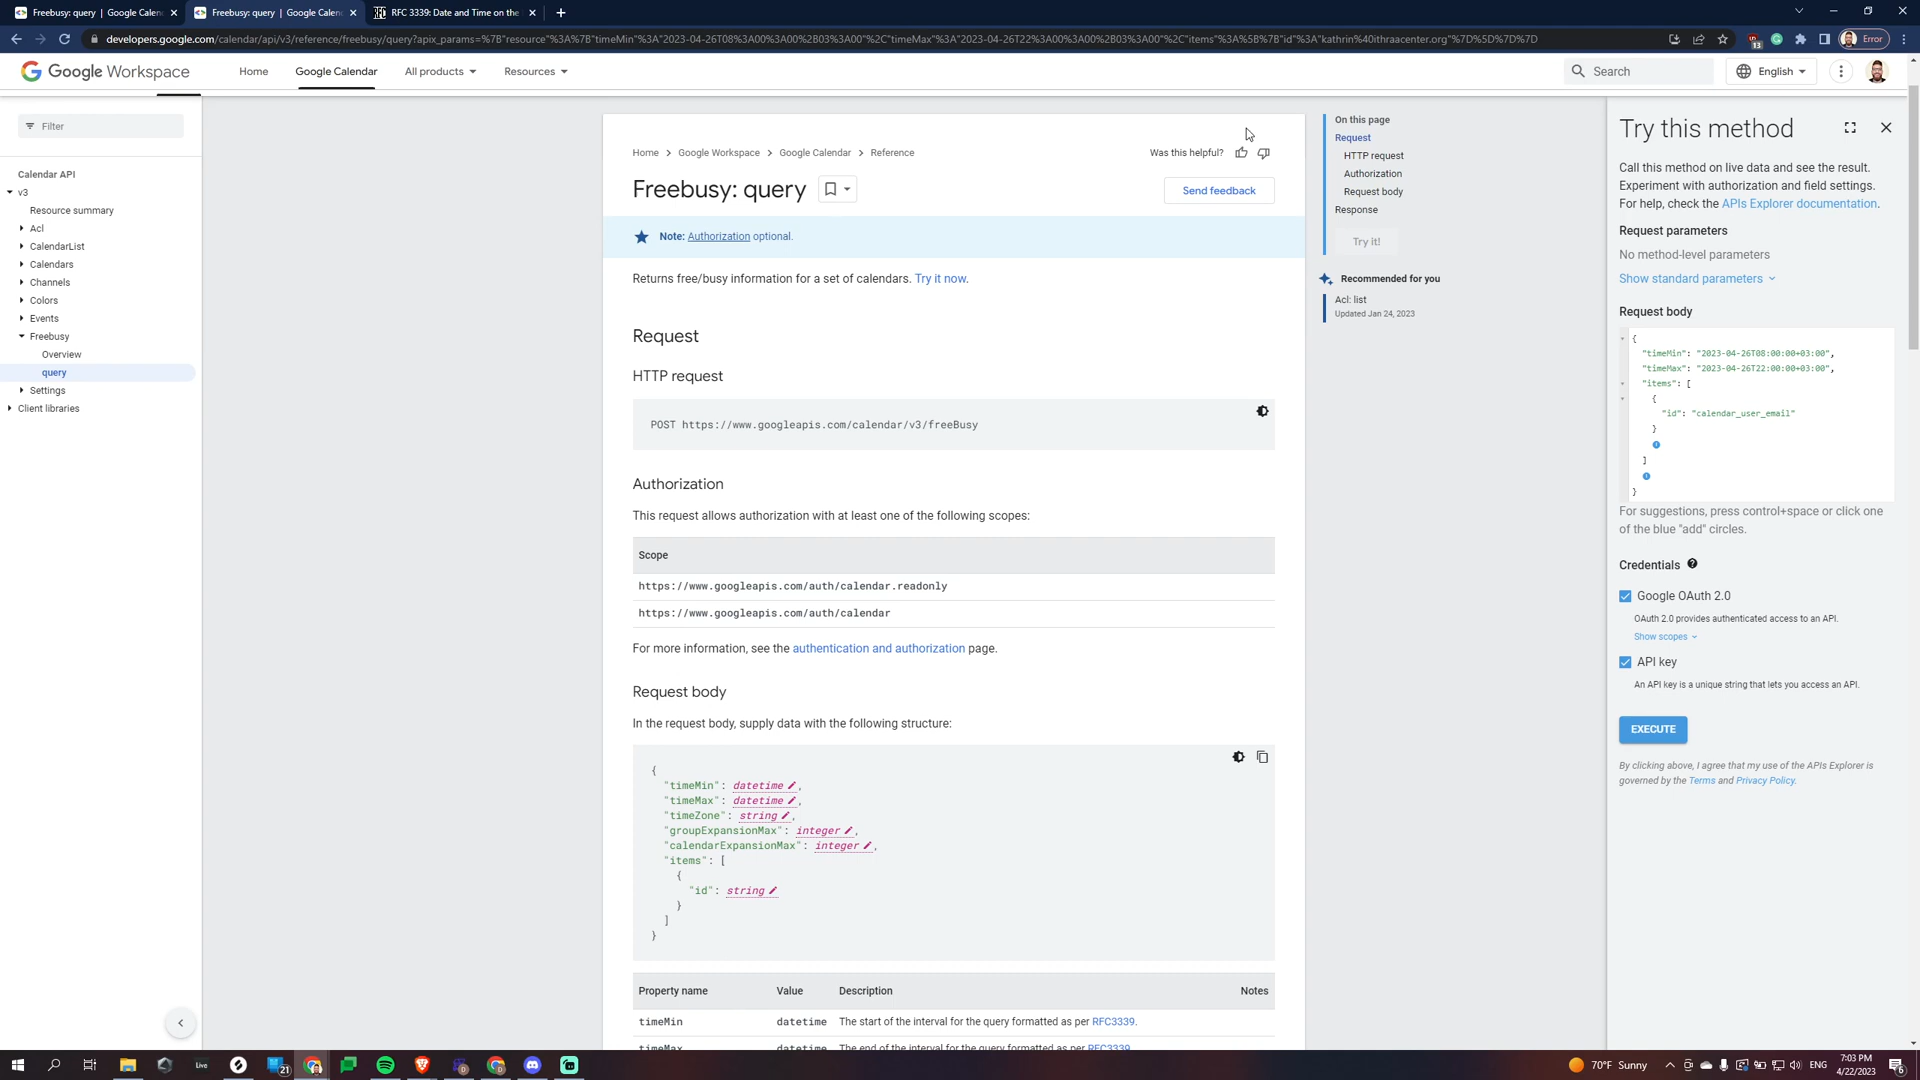 Freebusy: query | Google Calen
Freebusy: query | Google Calen
RFC 3339: Date and Time on the
developers.google.com/calendar/api/v3/reference/freebusy/query?apix_params=%7B"resource"%3A%7B"timeMin"%3A"2023-04-26T08%3A00%3A00%2B03%3A00"%2C"timeMax"%3A"2023-04-26T22%3A00%3A00%2B03%3A00"%2C"items"%3A%5B%7B"id"%3A"kathrin%40ithraacenter.org"%7D%5D%7D%7D
13
Error
Google Workspace
Home
Google Calendar
All products
Resources
Search
English
Filter
Calendar API
v3
Resource summary
Acl
CalendarList
Calendars
Channels
Colors
Events
Freebusy
Overview
query
Settings
Client libraries
Home > Google Workspace > Google Calendar > Reference
Was this helpful?
Freebusy: query
Send feedback
Note: Authorization optional.
Returns free/busy information for a set of calendars. Try it now.
Request
HTTP request
POST https://www.googleapis.com/calendar/v3/freeBusy
Authorization
This request allows authorization with at least one of the following scopes:
Scope
https://www.googleapis.com/auth/calendar.readonly
https://www.googleapis.com/auth/calendar
For more information, see the authentication and authorization page.
Request body
In the request body, supply data with the following structure:
{
"timeMin": datetime,
"timeMax": datetime,
"timeZone": string,
"groupExpansionMax": integer,
"calendarExpansionMax": integer,
"items": [
{
"id": string
}
]
}
Property name Value Description Notes
timeMin datetime The start of the interval for the query formatted as per RFC3339.
timeMax datetime The end of the interval for the query formatted as per RFC3339.
On this page
Request
HTTP request
Authorization
Request body
Response
Try it!
Recommended for you
Acl: list
Updated Jan 24, 2023
Try this method
Call this method on live data and see the result.
Experiment with authorization and field settings.
For help, check the APIs Explorer documentation.
Request parameters
No method-level parameters
Show standard parameters
Request body
{
"timeMin": "2023-04-26T08:00:00+03:00",
"timeMax": "2023-04-26T22:00:00+03:00",
"items": [
{
"id": "calendar_user_email"
}
]
}
For suggestions, press control+space or click one
of the blue "add" circles.
Credentials
Google OAuth 2.0
OAuth 2.0 provides authenticated access to an API.
Show scopes
API key
An API key is a unique string that lets you access an API.
EXECUTE
By clicking above, I agree that my use of the APIs Explorer is
governed by the Terms and Privacy Policy.
Live
21
70°F Sunny
ENG
7:03 PM
4/22/2023
6